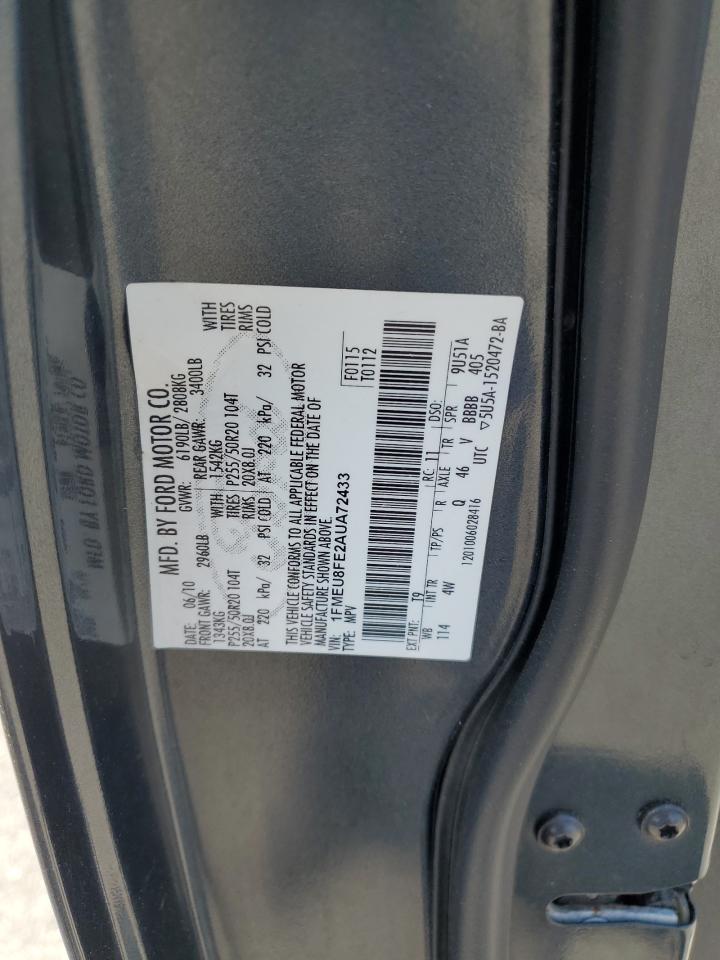 MFD. BY FORD MOTOR CO.
DATE: 06/10 GVWR: 6190LB/ 2808KG
FRONT GAWR: 2960LB REAR GAWR: 3400LB
1343KG WITH 1542KG WITH
P255/50R20 104T TIRES P255/50R20 104T TIRES
20X8.0J RIMS 20X8.0J RIMS
AT 220 kPa/ 32 PSI COLD AT 220 kPa/ 32 PSI COLD
THIS VEHICLE CONFORMS TO ALL APPLICABLE FEDERAL MOTOR
VEHICLE SAFETY STANDARDS IN EFFECT ON THE DATE OF
MANUFACTURE SHOWN ABOVE.
VIN: 1FMEU8FE2AUA72433
TYPE: MPV
F0115
T0112
EXT PNT: T9 RC: 11 DSO:
WB INT TR TP/PS R AXLE TR SPR 9U5TA
114 4W Q 46 V BBBB 405
1201006028416 UTC ▽5U5A-1520472-BA